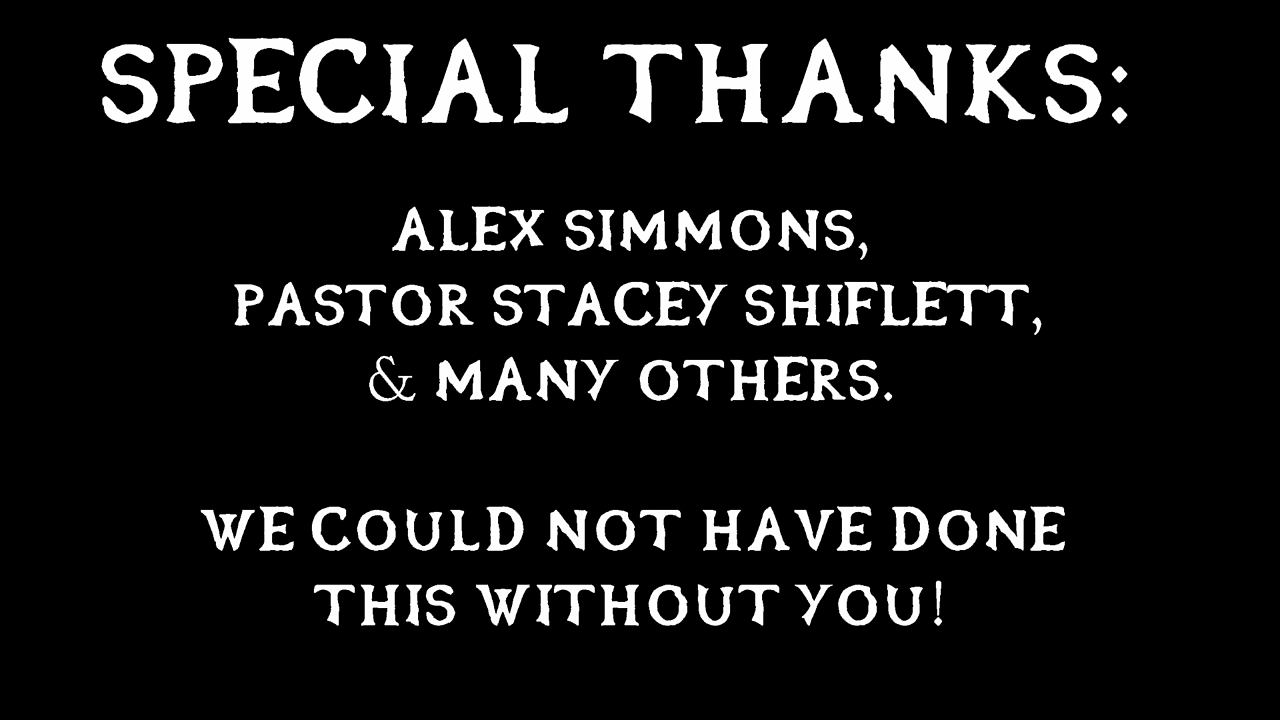 SPECIAL THANKS:
ALEX SIMMONS,
PASTOR STACEY SHIFLETT,
& MANY OTHERS.
WE COULD NOT HAVE DONE
THIS WITHOUT YOU!